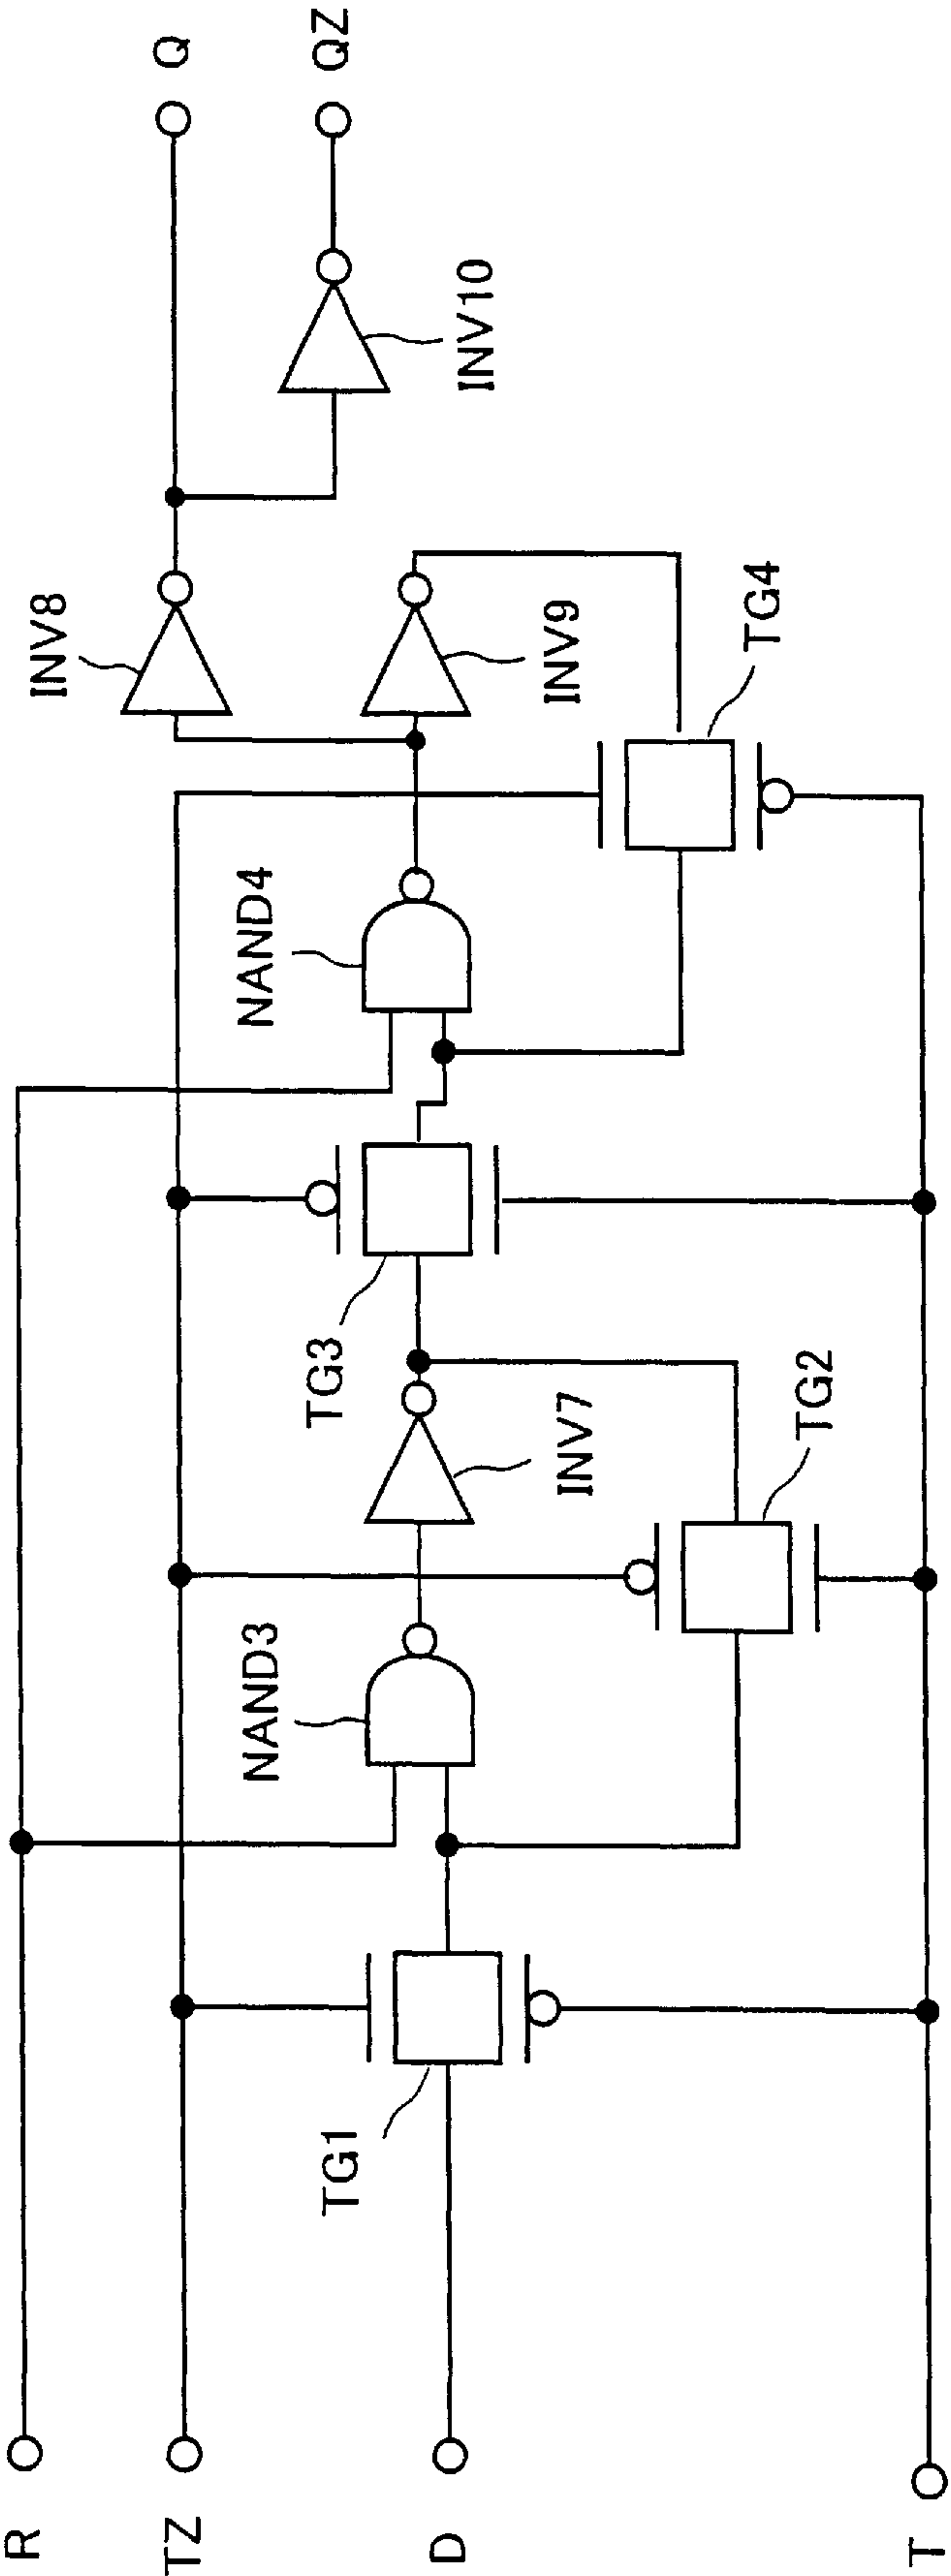 R
TZ
D
T
TG1
NAND3
INV7
TG2
TG3
NAND4
TG4
INV8
INV9
INV10
Q
QZ